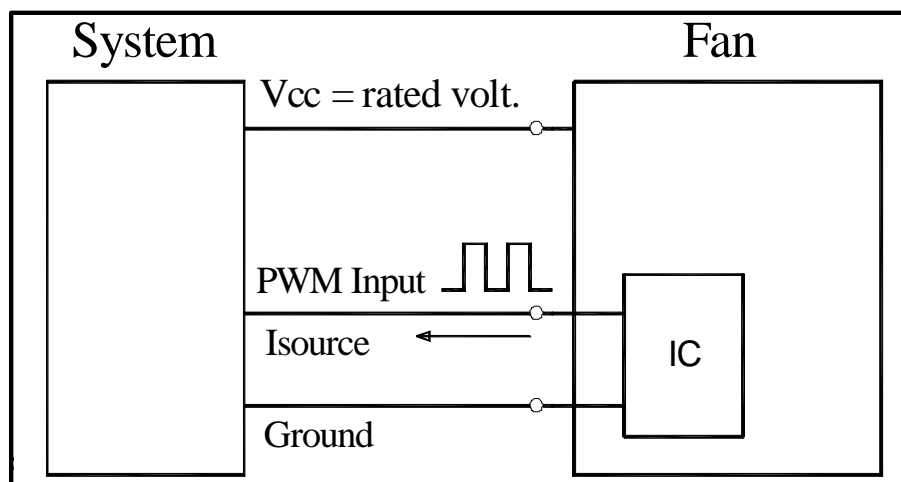 System
Fan
Vcc = rated volt.
PWM Input
Isource
IC
Ground